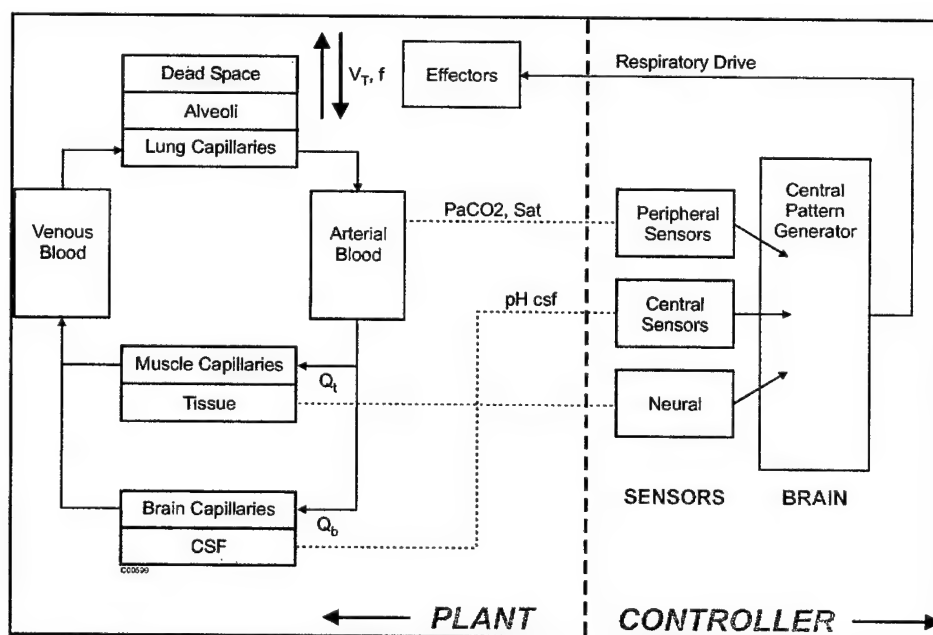 Dead Space
Alveoli
Lung Capillaries
V_T, f
Effectors
Respiratory Drive
Venous
Blood
Arterial
Blood
PaCO2, Sat
Peripheral
Sensors
Central
Pattern
Generator
pH csf
Central
Sensors
Muscle Capillaries
Q_t
Tissue
Neural
Brain Capillaries
Q_b
CSF
C00599
SENSORS
BRAIN
PLANT
CONTROLLER